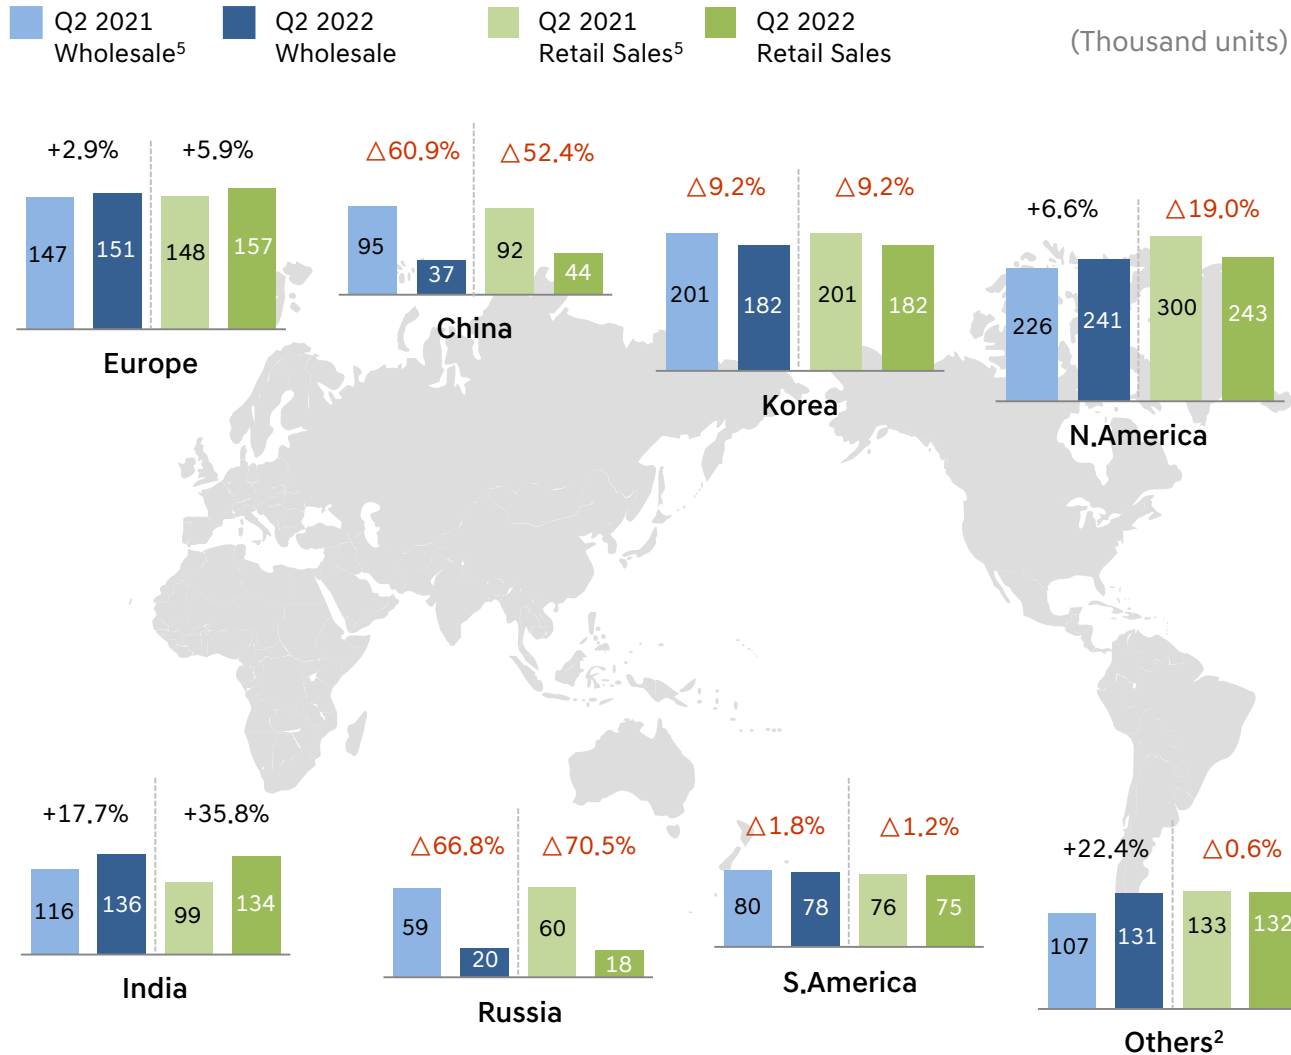 Q2 2021 Wholesale⁵
Q2 2022 Wholesale
Q2 2021 Retail Sales⁵
Q2 2022 Retail Sales
(Thousand units)
+2.9% +5.9%
147 151 148 157
Europe
△60.9% △52.4%
95 37 92 44
China
△9.2% △9.2%
201 182 201 182
Korea
+6.6% △19.0%
226 241 300 243
N.America
+17.7% +35.8%
116 136 99 134
India
△66.8% △70.5%
59 20 60 18
Russia
△1.8% △1.2%
80 78 76 75
S.America
+22.4% △0.6%
107 131 133 132
Others²